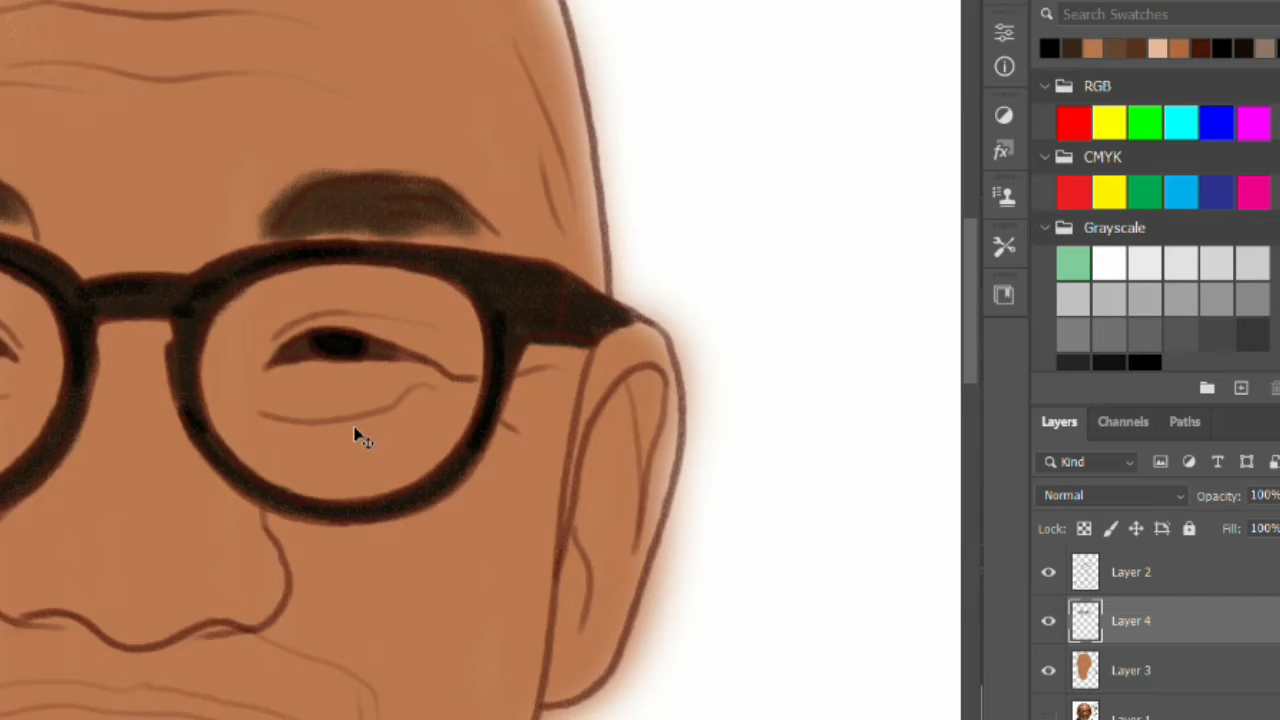 Search Swatches
RGB
CMYK
fx
Grayscale
Layers Channels Paths
Kind
Normal Opacity: 100%
Lock: Fill: 100%
Layer 2
Layer 4
Layer 3